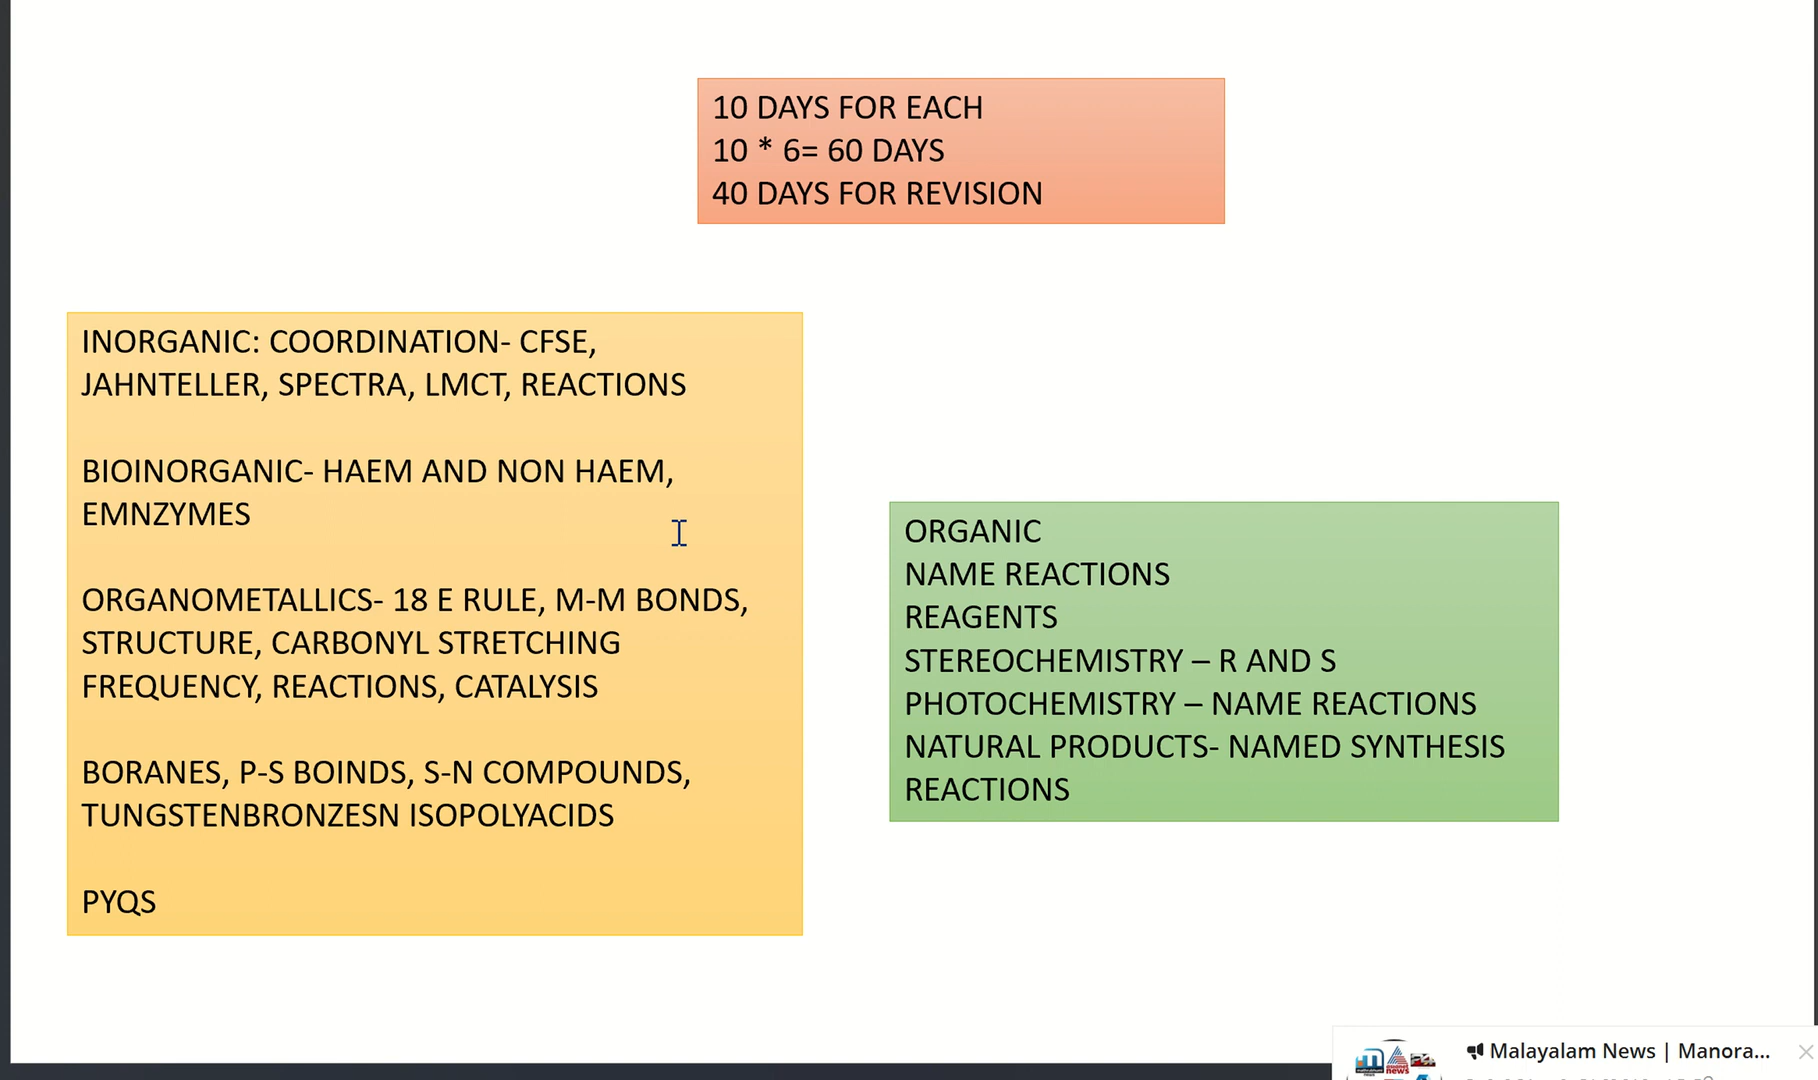 10 DAYS FOR EACH
10 * 6= 60 DAYS
40 DAYS FOR REVISION
INORGANIC: COORDINATION- CFSE,
JAHNTELLER, SPECTRA, LMCT, REACTIONS
BIOINORGANIC- HAEM AND NON HAEM,
EMNZYMES
ORGANOMETALLICS- 18 E RULE, M-M BONDS,
STRUCTURE, CARBONYL STRETCHING
FREQUENCY, REACTIONS, CATALYSIS
BORANES, P-S BOINDS, S-N COMPOUNDS,
TUNGSTENBRONZESN ISOPOLYACIDS
PYQS
ORGANIC
NAME REACTIONS
REAGENTS
STEREOCHEMISTRY – R AND S
PHOTOCHEMISTRY – NAME REACTIONS
NATURAL PRODUCTS- NAMED SYNTHESIS
REACTIONS
Malayalam News | Manora...
news